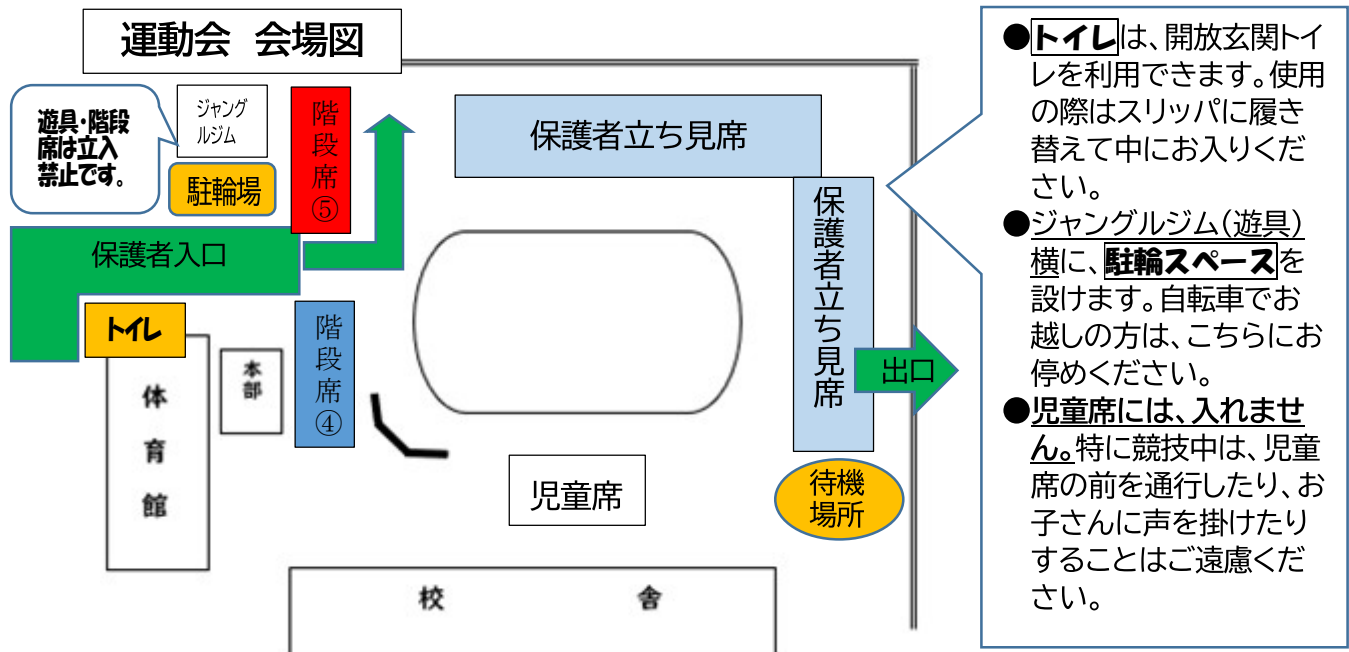 運動会 会場図
遊具・階段
席は立入
禁止です。
ジャング
ルジム
駐輪場
階段席⑤
保護者立ち見席
保護者入口
保護者立ち見席
トイレ
階段席④
本部
体育館
出口
児童席
待機
場所
校舎
●トイレは、開放玄関トイ
レを利用できます。使用
の際はスリッパに履き
替えて中にお入りくだ
さい。
●ジャングルジム(遊具)
横に、駐輪スペースを
設けます。自転車でお
越しの方は、こちらにお
停めください。
●児童席には、入れませ
ん。特に競技中は、児童
席の前を通行したり、お
子さんに声を掛けたり
することはご遠慮くだ
さい。